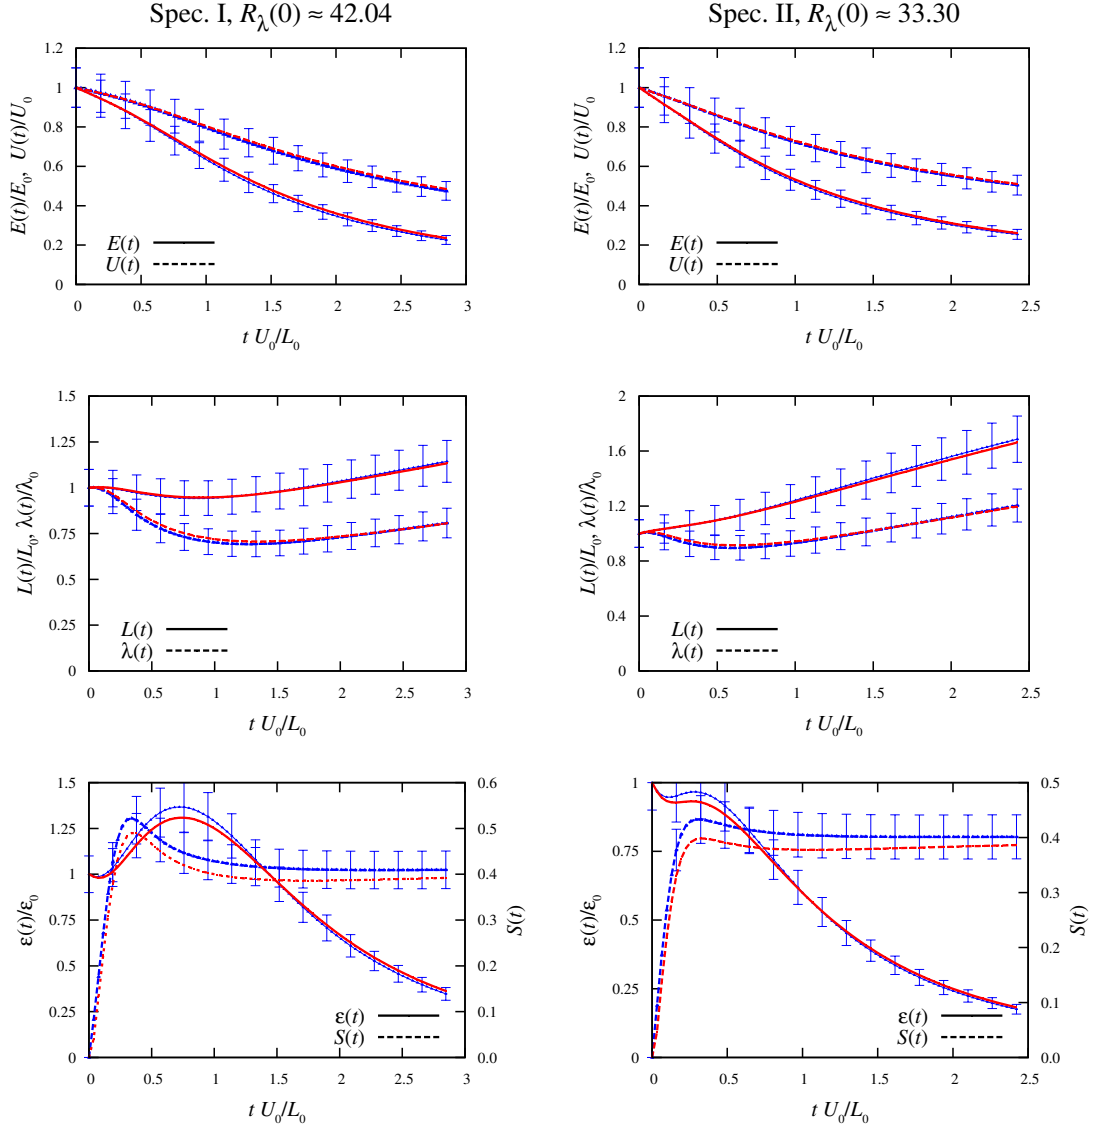 Spec. I, R_λ(0) ≈ 42.04
E(t)/E_0, U(t)/U_0
1.2
1
0.8
0.6
0.4
0.2
0
E(t)
U(t)
0 0.5 1 1.5 2 2.5 3
t U_0/L_0
Spec. II, R_λ(0) ≈ 33.30
E(t)/E_0, U(t)/U_0
1.2
1
0.8
0.6
0.4
0.2
0
E(t)
U(t)
0 0.5 1 1.5 2 2.5
t U_0/L_0
L(t)/L_0, λ(t)/λ_0
1.5
1.25
1
0.75
0.5
0.25
0
L(t)
λ(t)
0 0.5 1 1.5 2 2.5 3
t U_0/L_0
L(t)/L_0, λ(t)/λ_0
2
1.6
1.2
0.8
0.4
0
L(t)
λ(t)
0 0.5 1 1.5 2 2.5
t U_0/L_0
ε(t)/ε_0
1.5
1.25
1
0.75
0.5
0.25
0
ε(t)
S(t)
0.6
0.5
0.4
0.3
0.2
0.1
0.0
S(t)
0 0.5 1 1.5 2 2.5 3
t U_0/L_0
ε(t)/ε_0
1
0.75
0.5
0.25
0
ε(t)
S(t)
0.5
0.4
0.3
0.2
0.1
0.0
S(t)
0 0.5 1 1.5 2 2.5
t U_0/L_0